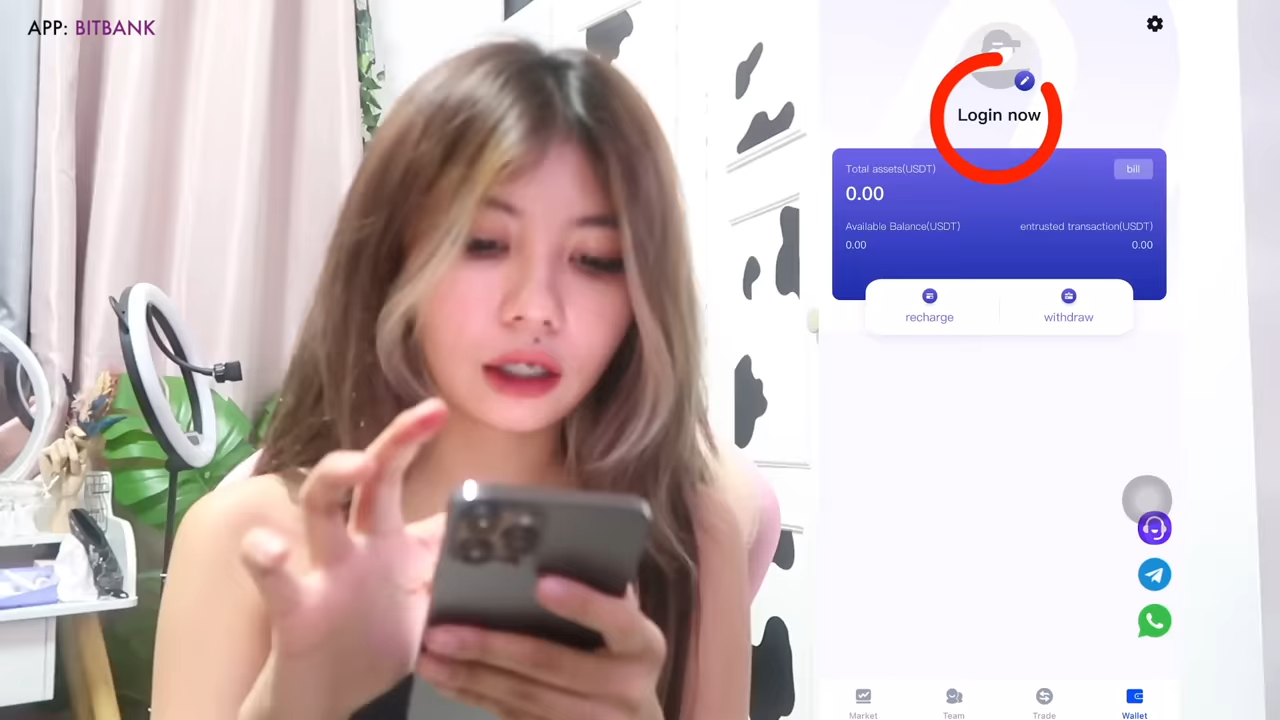 APP: BITBANK
Login now
Total assets(USDT)
bill
0.00
Available Balance(USDT)
entrusted transaction(USDT)
0.00
0.00
recharge
withdraw
Market
Team
Trade
Wallet